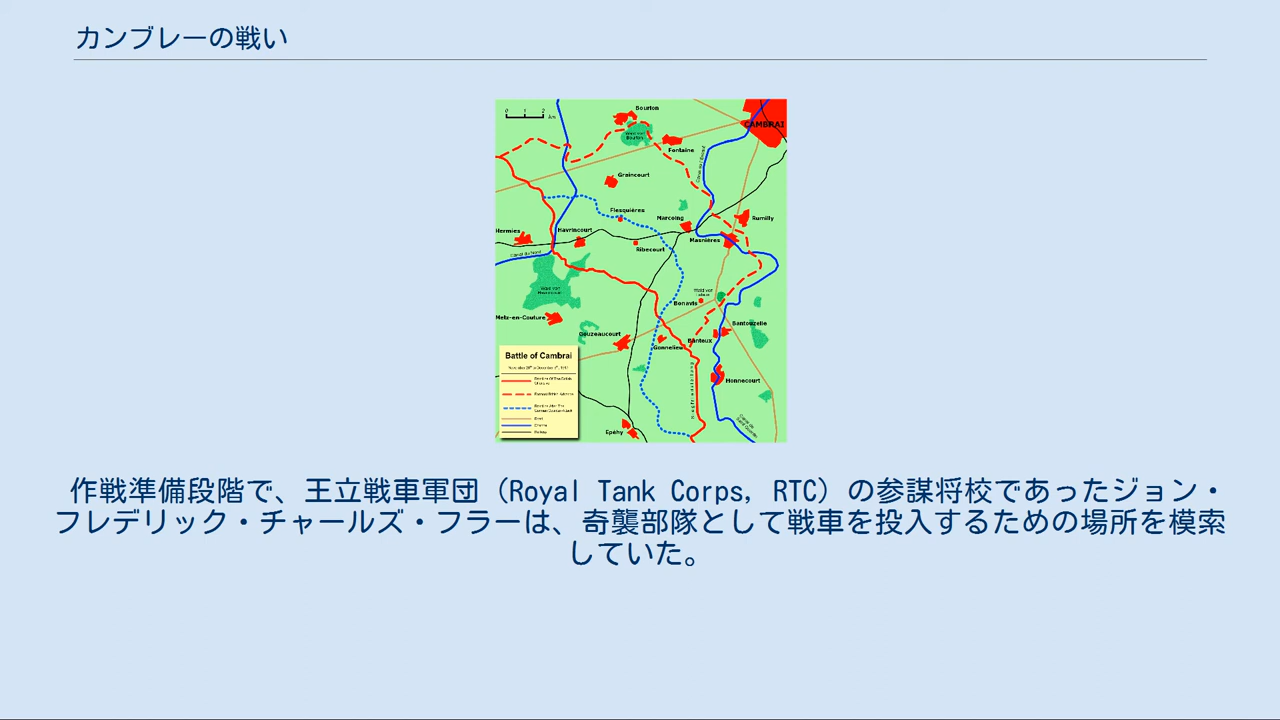 カンブレーの戦い
Bourlon
CAMBRAI
Fontaine
Graincourt
Flesquières
Marcoing
Rumilly
Hermies
Havrincourt
Masnières
Ribecourt
Bonavis
Metz-en-Couture
Gouzeaucourt
Bantouzelle
Banteux
Gonnelieu
Battle of Cambrai
Honnecourt
Epéhy
作戦準備段階で、王立戦車軍団（Royal Tank Corps, RTC）の参謀将校であったジョン・
フレデリック・チャールズ・フラーは、奇襲部隊として戦車を投入するための場所を模索
していた。